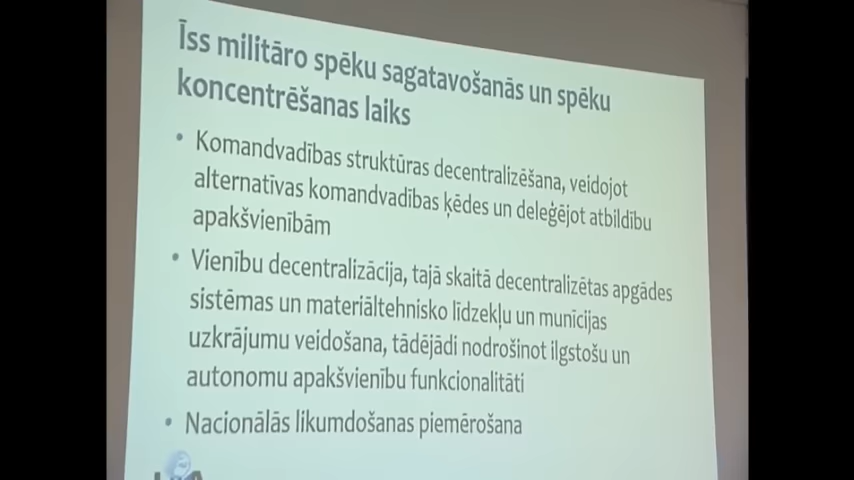 Īss militāro spēku sagatavošanās un spēku
koncentrēšanas laiks
• Komandvadības struktūras decentralizēšana, veidojot
alternatīvas komandvadības ķēdes un deleģējot atbildību
apakšvienībām
• Vienību decentralizācija, tajā skaitā decentralizētas apgādes
sistēmas un materiāltehnisko līdzekļu un munīcijas
uzkrājumu veidošana, tādējādi nodrošinot ilgstošu un
autonomu apakšvienību funkcionalitāti
• Nacionālās likumdošanas piemērošana